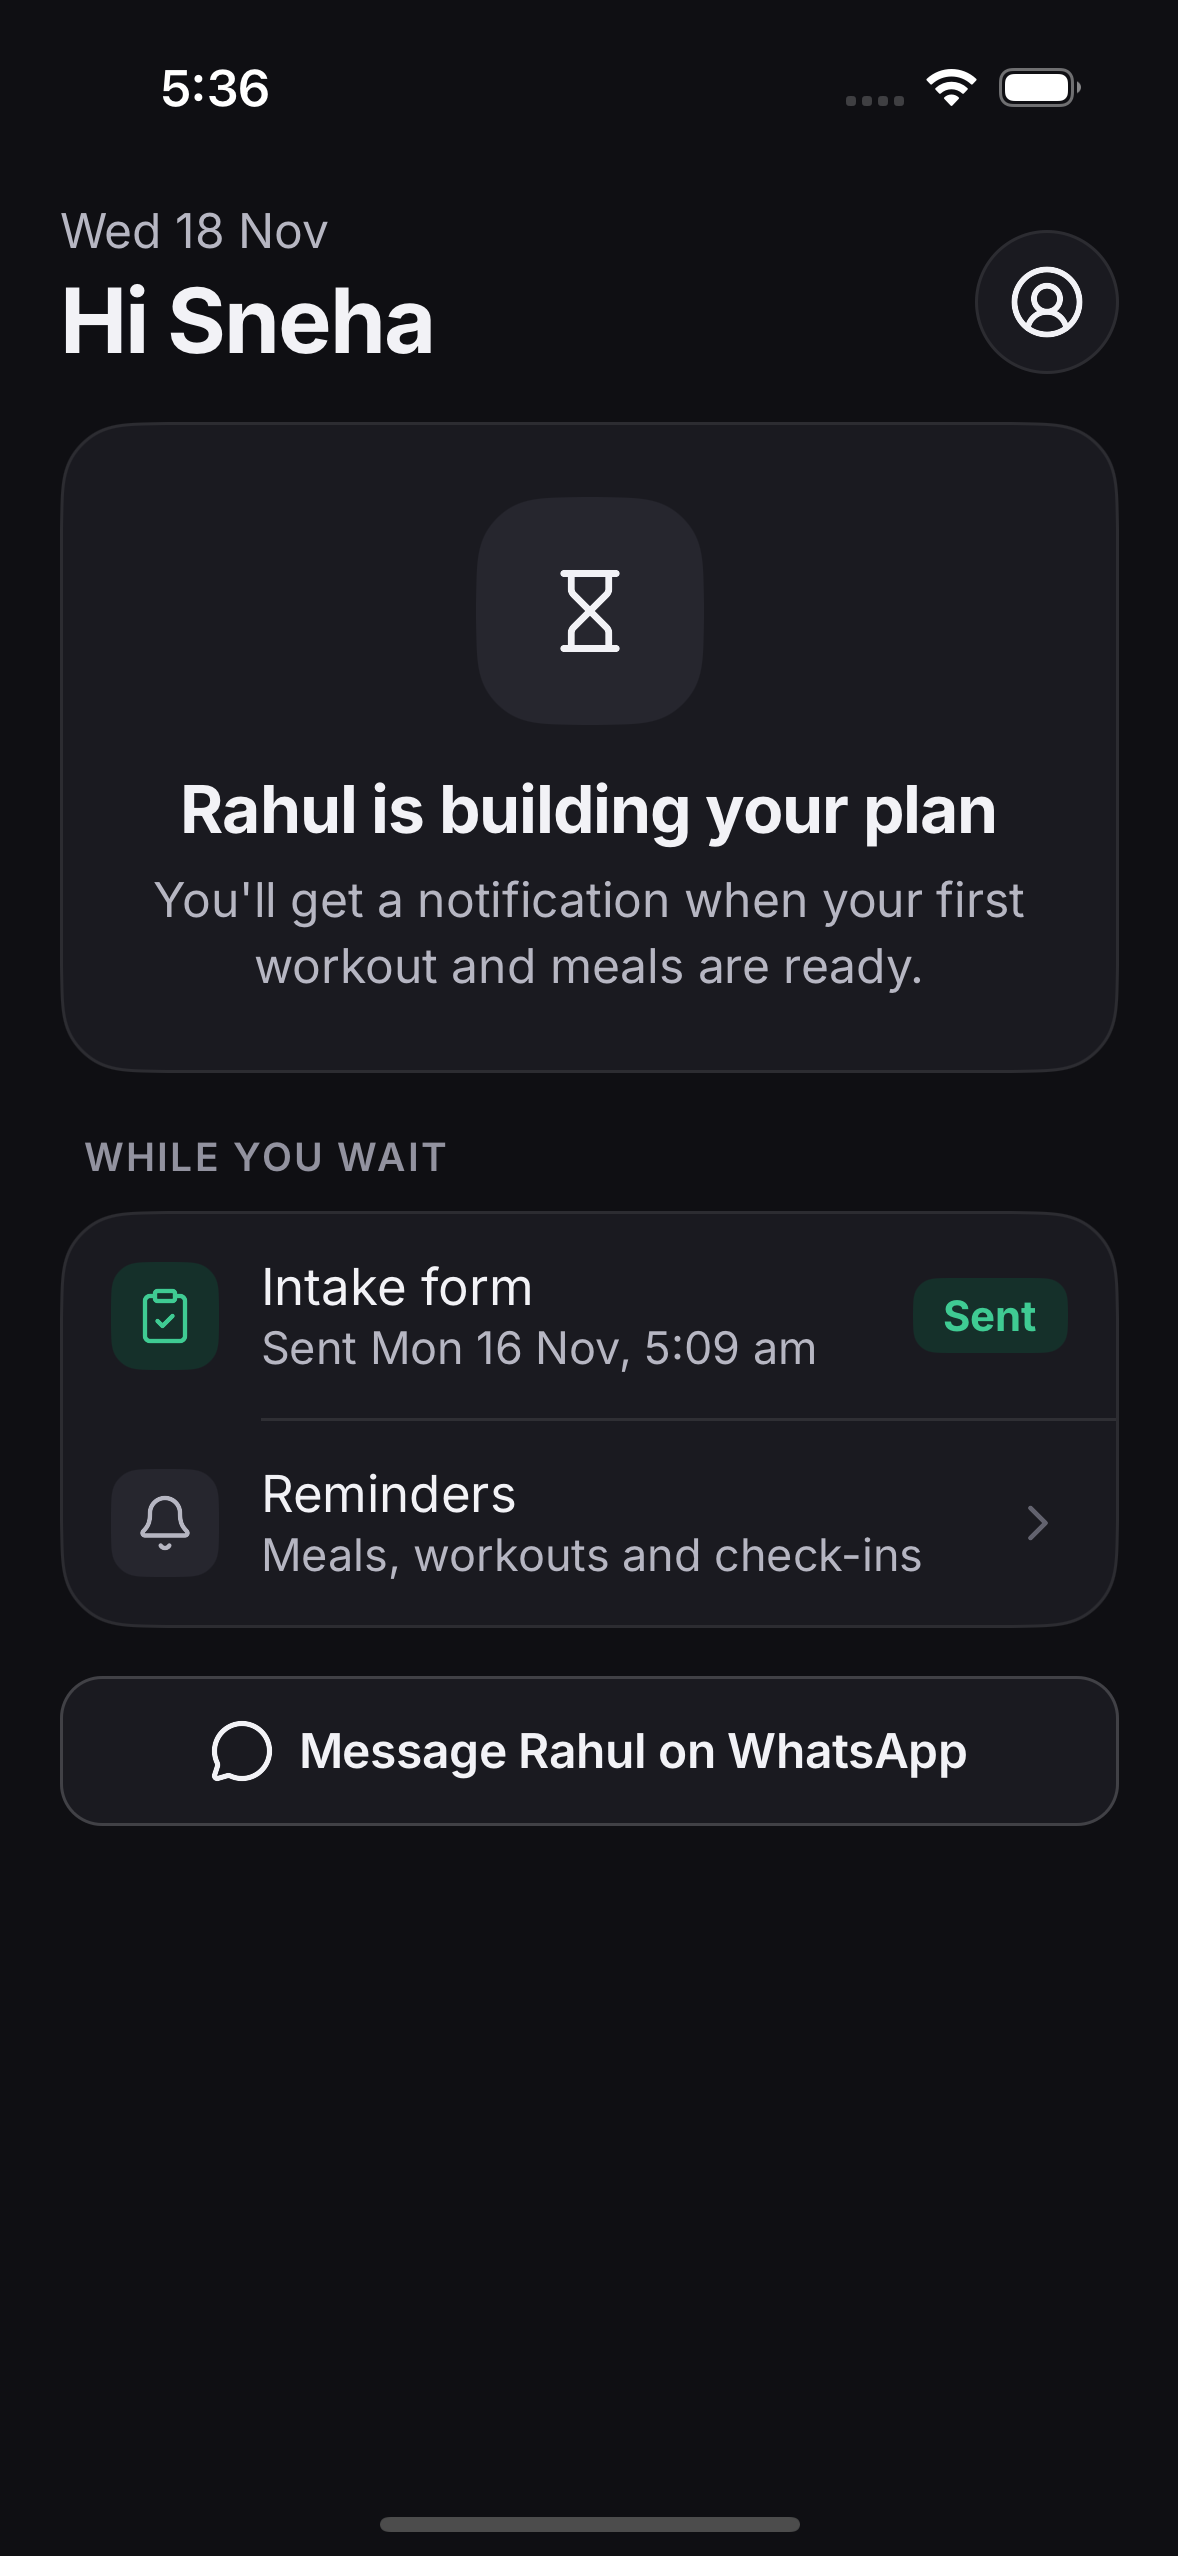 5:36
Wed 18 Nov
Hi Sneha
Rahul is building your plan
You'll get a notification when your first
workout and meals are ready.
WHILE YOU WAIT
Intake form
Sent Mon 16 Nov, 5:09 am
Sent
Reminders
Meals, workouts and check-ins
Message Rahul on WhatsApp